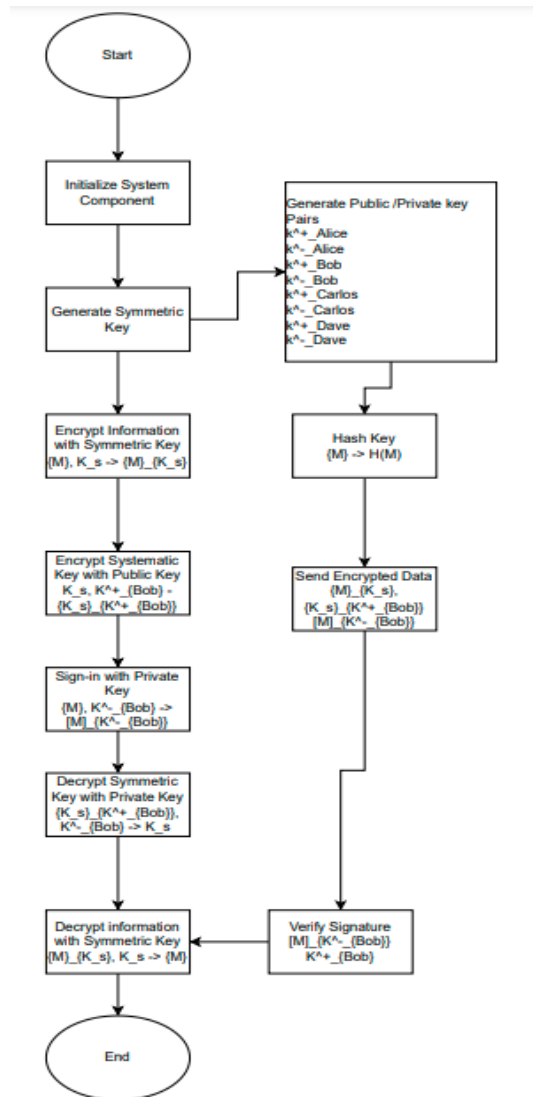 Start
Initialize System
Component
Generate Symmetric
Key
Generate Public /Private key
Pairs
k^+_Alice
k^-_Alice
k^+_Bob
k^-_Bob
k^+_Carlos
k^-_Carlos
k^+_Dave
k^-_Dave
Encrypt Information
with Symmetric Key
{M}, K_s -> {M}_{K_s}
Hash Key
{M} -> H(M)
Encrypt Systematic
Key with Public Key
K_s, K^+_{Bob} -
{K_s}_{K^+_{Bob}}
Send Encrypted Data
{M}_{K_s},
{K_s}_{K^+_{Bob}}
[M]_{K^-_{Bob}}
Sign-in with Private
Key
{M}, K^-_{Bob} ->
[M]_{K^-_{Bob}}
Decrypt Symmetric
Key with Private Key
{K_s}_{K^+_{Bob}},
K^-_{Bob} -> K_s
Decrypt information
with Symmetric Key
{M}_{K_s}, K_s -> {M}
Verify Signature
[M]_{K^-_{Bob}}
K^+_{Bob}
End